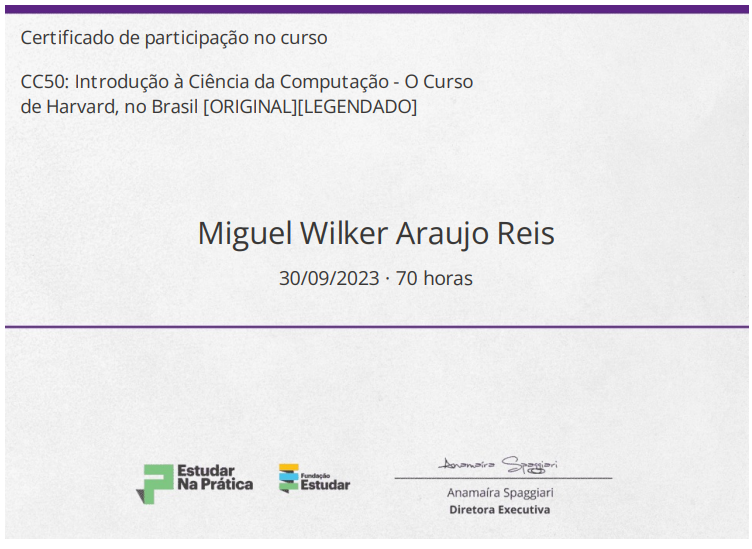 Certificado de participação no curso
CC50: Introdução à Ciência da Computação - O Curso
de Harvard, no Brasil [ORIGINAL][LEGENDADO]
Miguel Wilker Araujo Reis
30/09/2023 · 70 horas
Estudar
Na Prática
Fundação
Estudar
Anamaíra Spaggiari
Anamaíra Spaggiari
Diretora Executiva